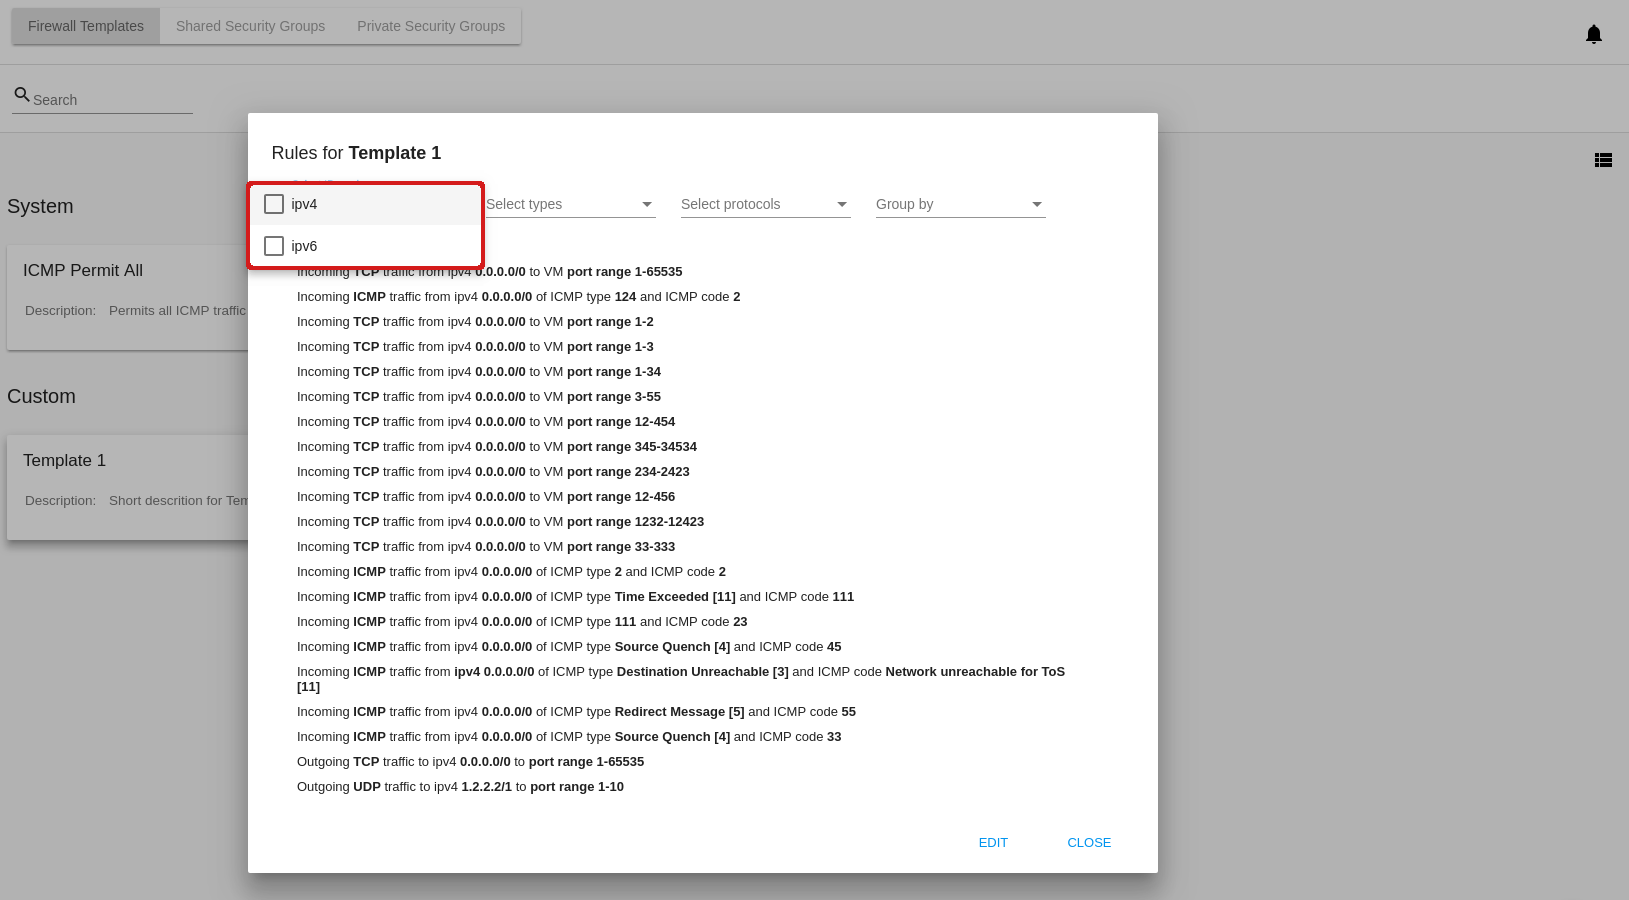 Firewall Templates Shared Security Groups Private Security Groups
Search
Rules for Template 1
System
ipv4 Select types Select protocols Group by
ipv6
ICMP Permit All
Description: Permits all ICMP traffic
Custom
Template 1
Description: Short descrition for Tem
Incoming TCP traffic from ipv4 0.0.0.0/0 to VM port range 1-65535
Incoming ICMP traffic from ipv4 0.0.0.0/0 of ICMP type 124 and ICMP code 2
Incoming TCP traffic from ipv4 0.0.0.0/0 to VM port range 1-2
Incoming TCP traffic from ipv4 0.0.0.0/0 to VM port range 1-3
Incoming TCP traffic from ipv4 0.0.0.0/0 to VM port range 1-34
Incoming TCP traffic from ipv4 0.0.0.0/0 to VM port range 3-55
Incoming TCP traffic from ipv4 0.0.0.0/0 to VM port range 12-454
Incoming TCP traffic from ipv4 0.0.0.0/0 to VM port range 345-34534
Incoming TCP traffic from ipv4 0.0.0.0/0 to VM port range 234-2423
Incoming TCP traffic from ipv4 0.0.0.0/0 to VM port range 12-456
Incoming TCP traffic from ipv4 0.0.0.0/0 to VM port range 1232-12423
Incoming TCP traffic from ipv4 0.0.0.0/0 to VM port range 33-333
Incoming ICMP traffic from ipv4 0.0.0.0/0 of ICMP type 2 and ICMP code 2
Incoming ICMP traffic from ipv4 0.0.0.0/0 of ICMP type Time Exceeded [11] and ICMP code 111
Incoming ICMP traffic from ipv4 0.0.0.0/0 of ICMP type 111 and ICMP code 23
Incoming ICMP traffic from ipv4 0.0.0.0/0 of ICMP type Source Quench [4] and ICMP code 45
Incoming ICMP traffic from ipv4 0.0.0.0/0 of ICMP type Destination Unreachable [3] and ICMP code Network unreachable for ToS
[11]
Incoming ICMP traffic from ipv4 0.0.0.0/0 of ICMP type Redirect Message [5] and ICMP code 55
Incoming ICMP traffic from ipv4 0.0.0.0/0 of ICMP type Source Quench [4] and ICMP code 33
Outgoing TCP traffic to ipv4 0.0.0.0/0 to port range 1-65535
Outgoing UDP traffic to ipv4 1.2.2.2/1 to port range 1-10
EDIT CLOSE